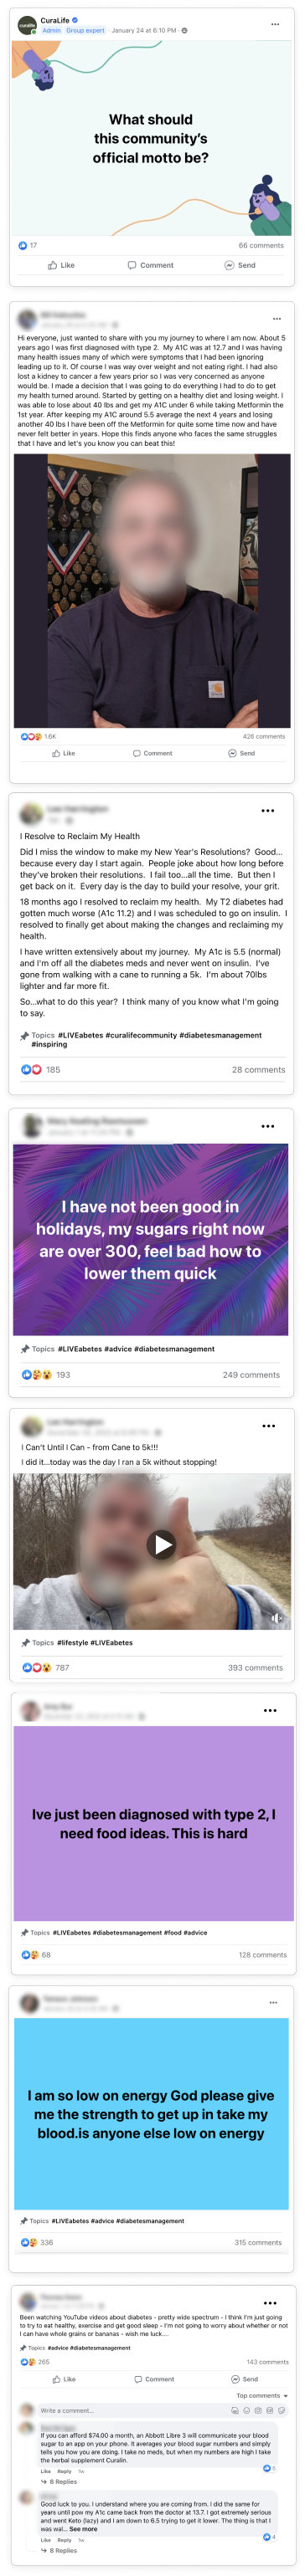 CuraLife
Admin Group expert · January 24 at 6:10 PM ·
What should
this community's
official motto be?
17 66 comments
Like Comment Send
Hi everyone, just wanted to share with you my journey to where I am now. About 5
years ago I was first diagnosed with type 2. My A1C was at 12.7 and I was having
many health issues many of which were symptoms that I had been ignoring
leading up to it. Of course I was way over weight and not eating right. I had also
lost a kidney to cancer a few years prior so I was very concerned as anyone
would be. I made a decision that was going to do everything I had to do to get
my health turned around. Started by getting on a healthy diet and losing weight. I
was able to lose about 40 lbs and get my A1C under 6 while taking Metformin the
1st year. After keeping my A1C around 5.5 average the next 4 years and losing
another 40 lbs I have been off the Metformin for quite some time now and have
never felt better in years. Hope this finds anyone who faces the same struggles
that I have and let's you know you can beat this!
1.6K 426 comments
Like Comment Send
I Resolve to Reclaim My Health
Did I miss the window to make my New Year's Resolutions? Good...
because every day I start again. People joke about how long before
they've broken their resolutions. I fail too...all the time. But then I
get back on it. Every day is the day to build your resolve, your grit.
18 months ago I resolved to reclaim my health. My T2 diabetes had
gotten much worse (A1c 11.2) and I was scheduled to go on insulin. I
resolved to finally get about making the changes and reclaiming my
health.
I have written extensively about my journey. My A1c is 5.5 (normal)
and I'm off all the diabetes meds and never went on insulin. I've
gone from walking with a cane to running a 5k. I'm about 70lbs
lighter and far more fit.
So...what to do this year? I think many of you know what I'm going
to say.
Topics #LIVEabetes #curalifecommunity #diabetesmanagement
#inspiring
185 28 comments
I have not been good in
holidays, my sugars right now
are over 300, feel bad how to
lower them quick
Topics #LIVEabetes #advice #diabetesmanagement
193 249 comments
I Can't Until I Can - from Cane to 5k!!!
I did it...today was the day I ran a 5k without stopping!
Topics #lifestyle #LIVEabetes
787 393 comments
Ive just been diagnosed with type 2, I
need food ideas. This is hard
Topics #LIVEabetes #diabetesmanagement #food #advice
68 128 comments
I am so low on energy God please give
me the strength to get up in take my
blood.is anyone else low on energy
Topics #LIVEabetes #advice #diabetesmanagement
336 315 comments
Been watching YouTube videos about diabetes - pretty wide spectrum - I think I'm just going
to try to eat healthy, exercise and get good sleep - I'm not going to worry about whether or not
I can have whole grains or bananas - wish me luck....
Topics #advice #diabetesmanagement
265 143 comments
Like Comment Send
Top comments
Write a comment...
If you can afford $74.00 a month, an Abbott Libre 3 will communicate your blood
sugar to an app on your phone. It averages your blood sugar numbers and simply
tells you how you are doing. I take no meds, but when my numbers are high I take
the herbal supplement Curalin.
Like Reply 1w 5
8 Replies
Good luck to you. I understand where you are coming from. I did the same for
years until pow my A1c came back from the doctor at 13.7. I got extremely serious
and went Keto (lazy) and I am down to 6.5 trying to get it lower. The thing is that I
was wal... See more
Like Reply 1w 4
8 Replies